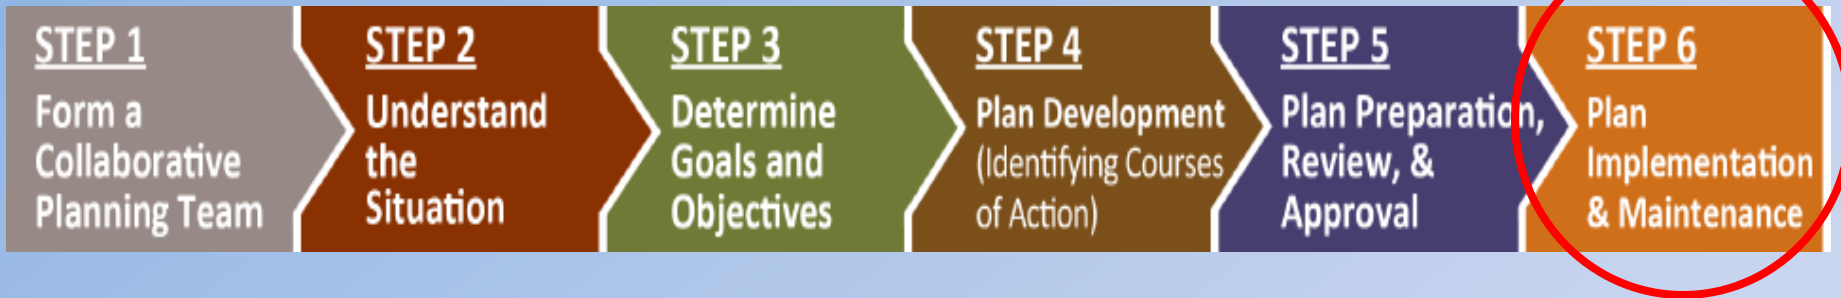 STEP 1
Form a
Collaborative
Planning Team
STEP 2
Understand
the
Situation
STEP 3
Determine
Goals and
Objectives
STEP 4
Plan Development
(Identifying Courses
of Action)
STEP 5
Plan Preparation,
Review, &
Approval
STEP 6
Plan
Implementation
& Maintenance